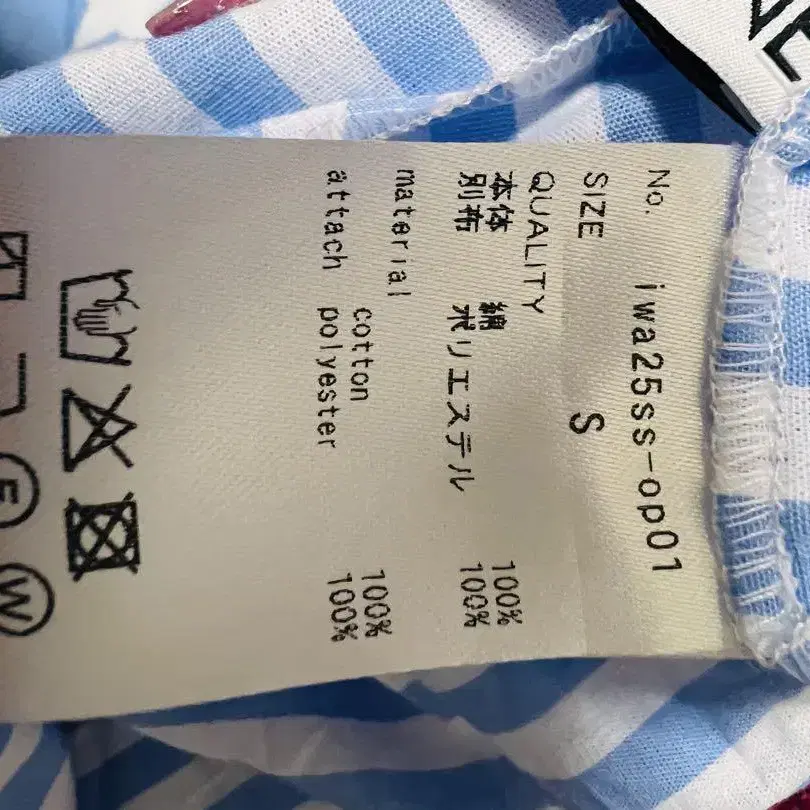 No. iwa25ss-op01
SIZE S
QUALITY
本体 綿 100%
別布 ポリエステル 100%
material
cotton 100%
attach polyester 100%
F
W